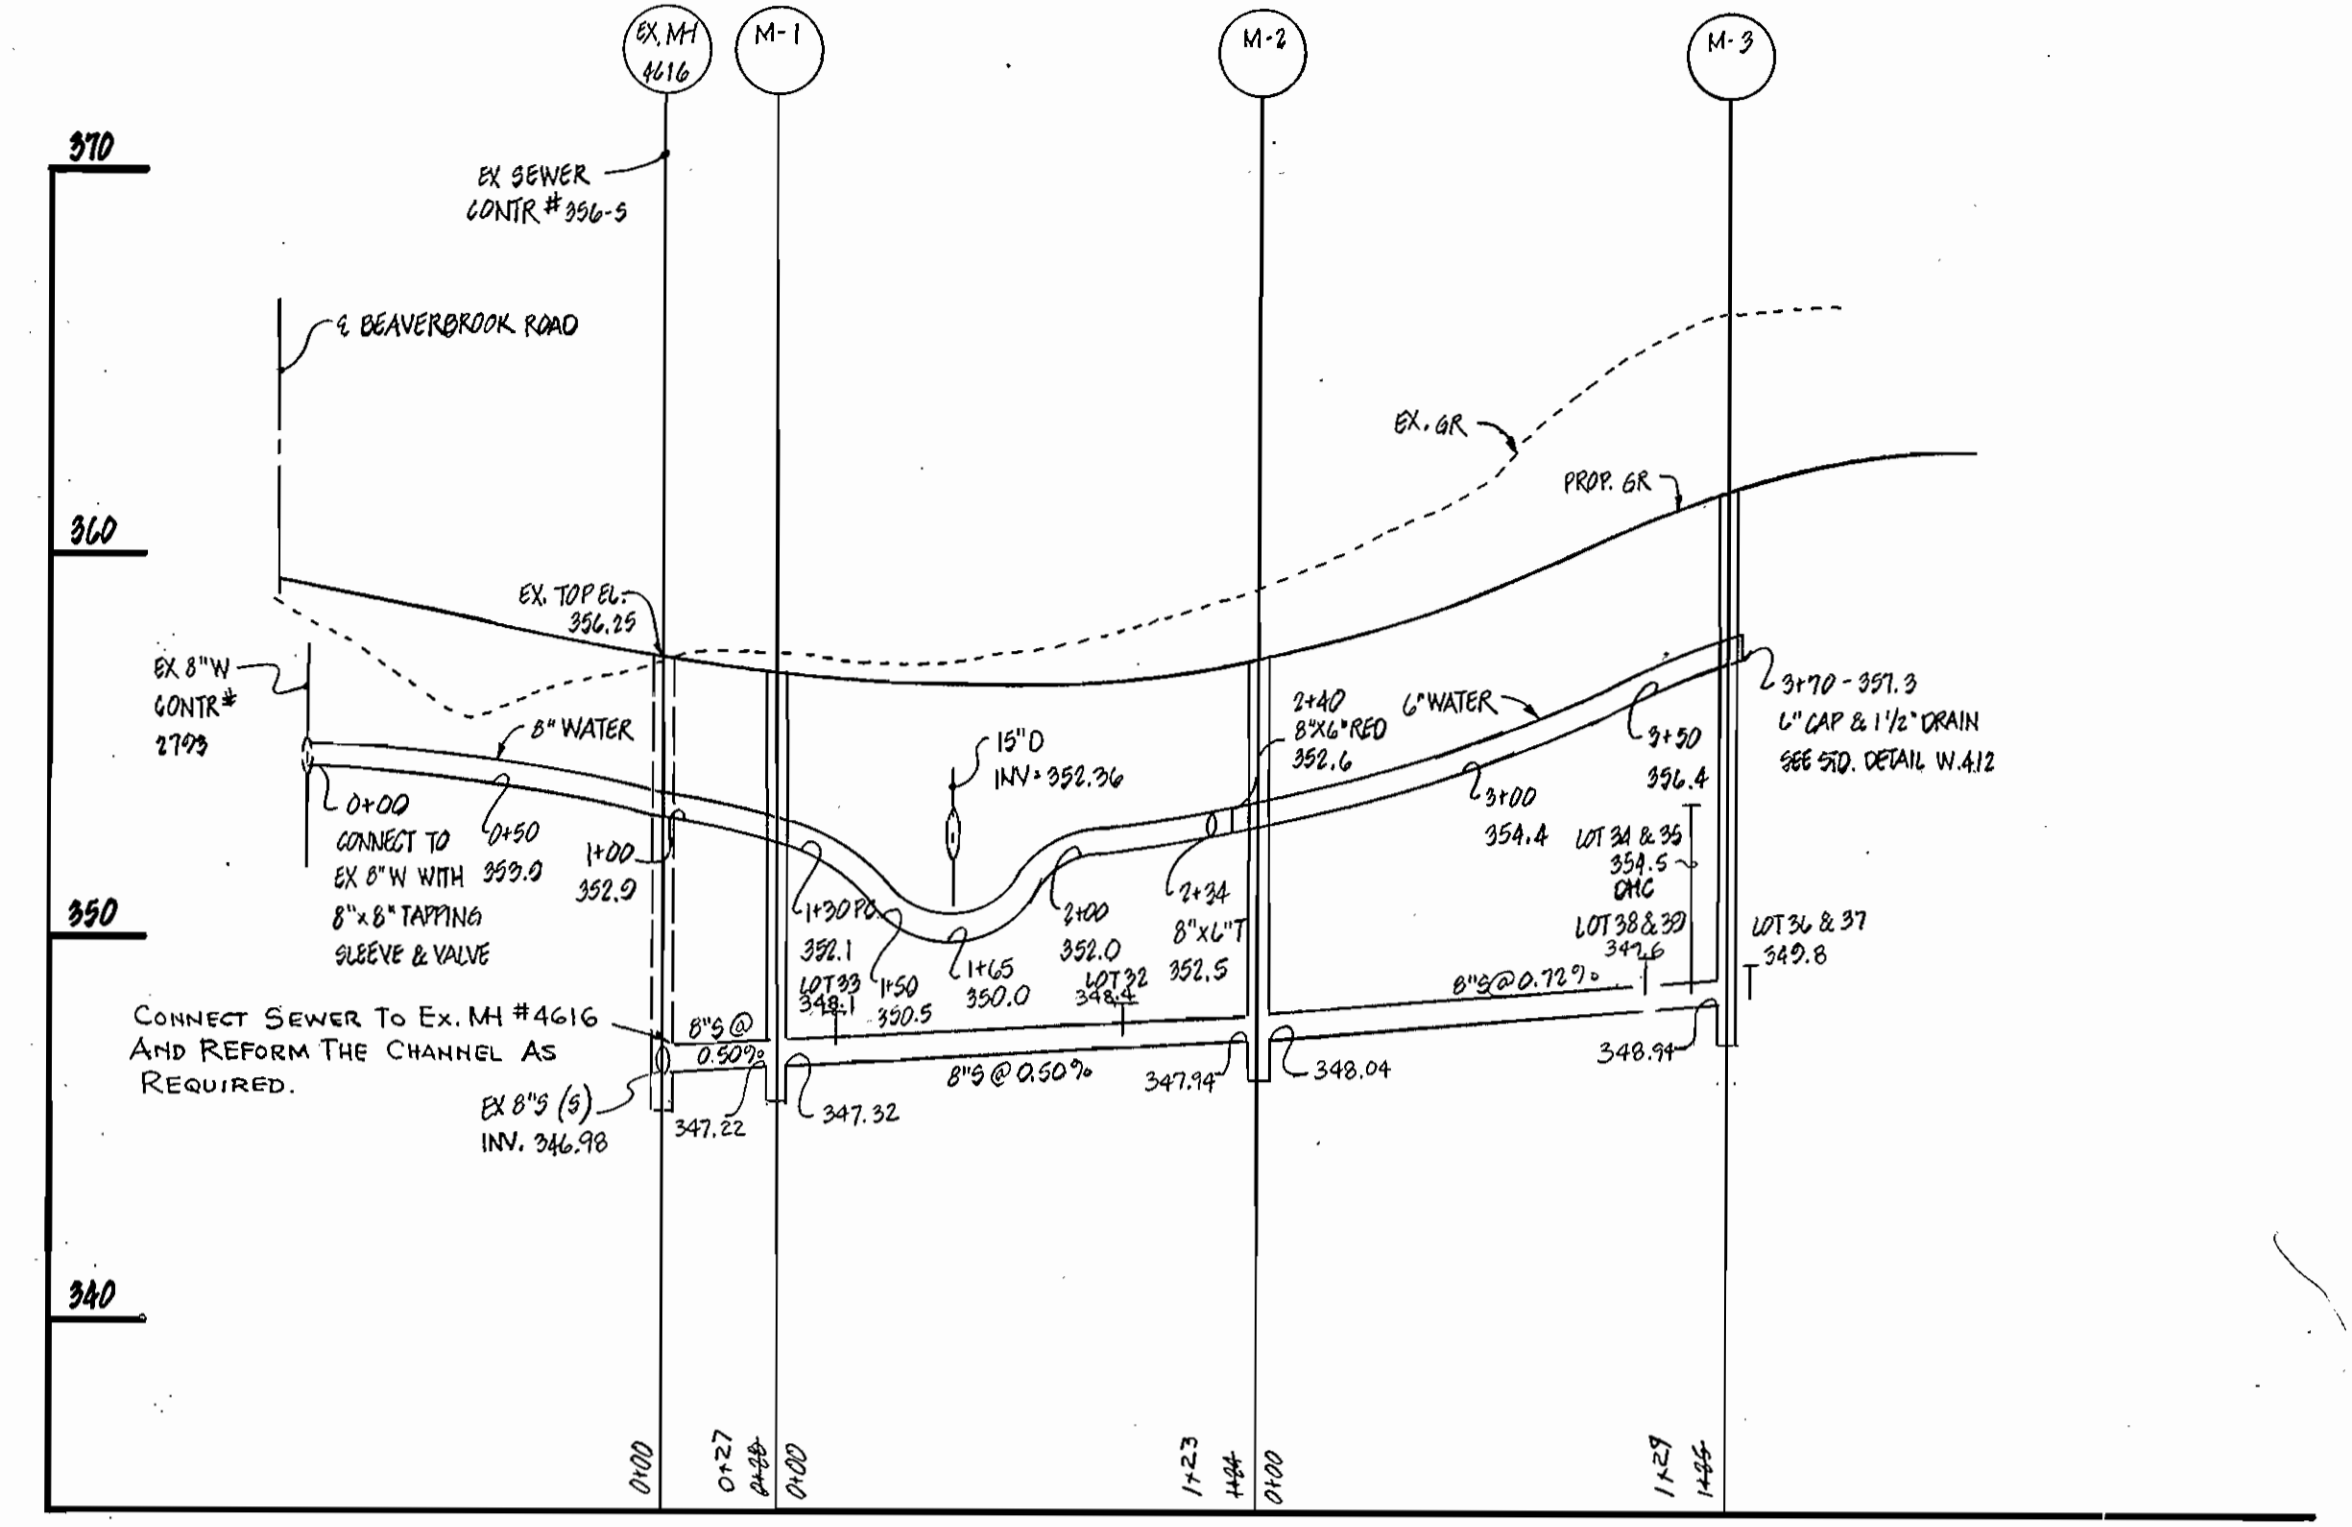 EX. MH
4616
M-1
M-2
M-3
370
EX SEWER
CONTR # 356-S
℄ BEAVERBROOK ROAD
EX. GR
PROP. GR
360
EX. TOP EL.
356.25
EX 8"W
CONTR #
2793
8" WATER
15"D
INV = 352.36
2+40
8"X6" RED
352.6
6" WATER
3+50
356.4
3+70 - 357.3
6" CAP & 1 1/2" DRAIN
SEE STD. DETAIL W.4.12
0+00
CONNECT TO
EX 8"W WITH
8"x8" TAPPING
SLEEVE & VALVE
0+50
353.9
1+00
352.9
1+30 PC
352.1
LOT 33
348.1
1+50
350.5
1+65
350.0
2+00
352.0
LOT 32
348.4
2+34
8"X6"T
352.5
3+00
354.4
LOT 34 & 35
354.5
DHC
LOT 38 & 39
349.6
LOT 36 & 37
349.8
350
CONNECT SEWER TO EX. MH #4616
AND REFORM THE CHANNEL AS
REQUIRED.
8"S @
0.50%
8"S @ 0.50%
8"S @ 0.72%
EX 8"S (S)
INV. 346.98
347.22
347.32
347.94
348.04
348.94
340
0+00
0+27
0+28
0+00
1+23
1+24
0+00
1+29